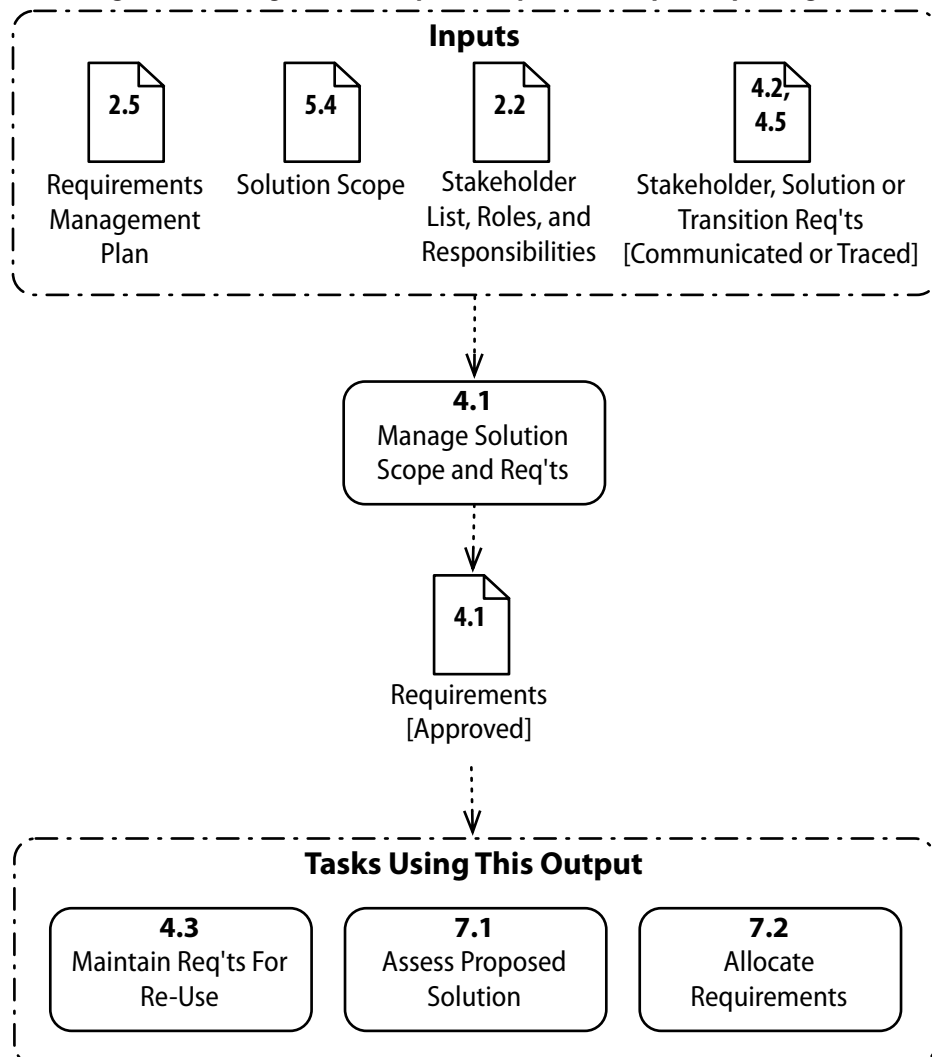 Inputs
2.5
5.4
2.2
4.2,
4.5
Requirements
Management
Plan
Solution Scope
Stakeholder
List, Roles, and
Responsibilities
Stakeholder, Solution or
Transition Req'ts
[Communicated or Traced]
4.1
Manage Solution
Scope and Req'ts
4.1
Requirements
[Approved]
Tasks Using This Output
4.3
Maintain Req'ts For
Re-Use
7.1
Assess Proposed
Solution
7.2
Allocate
Requirements